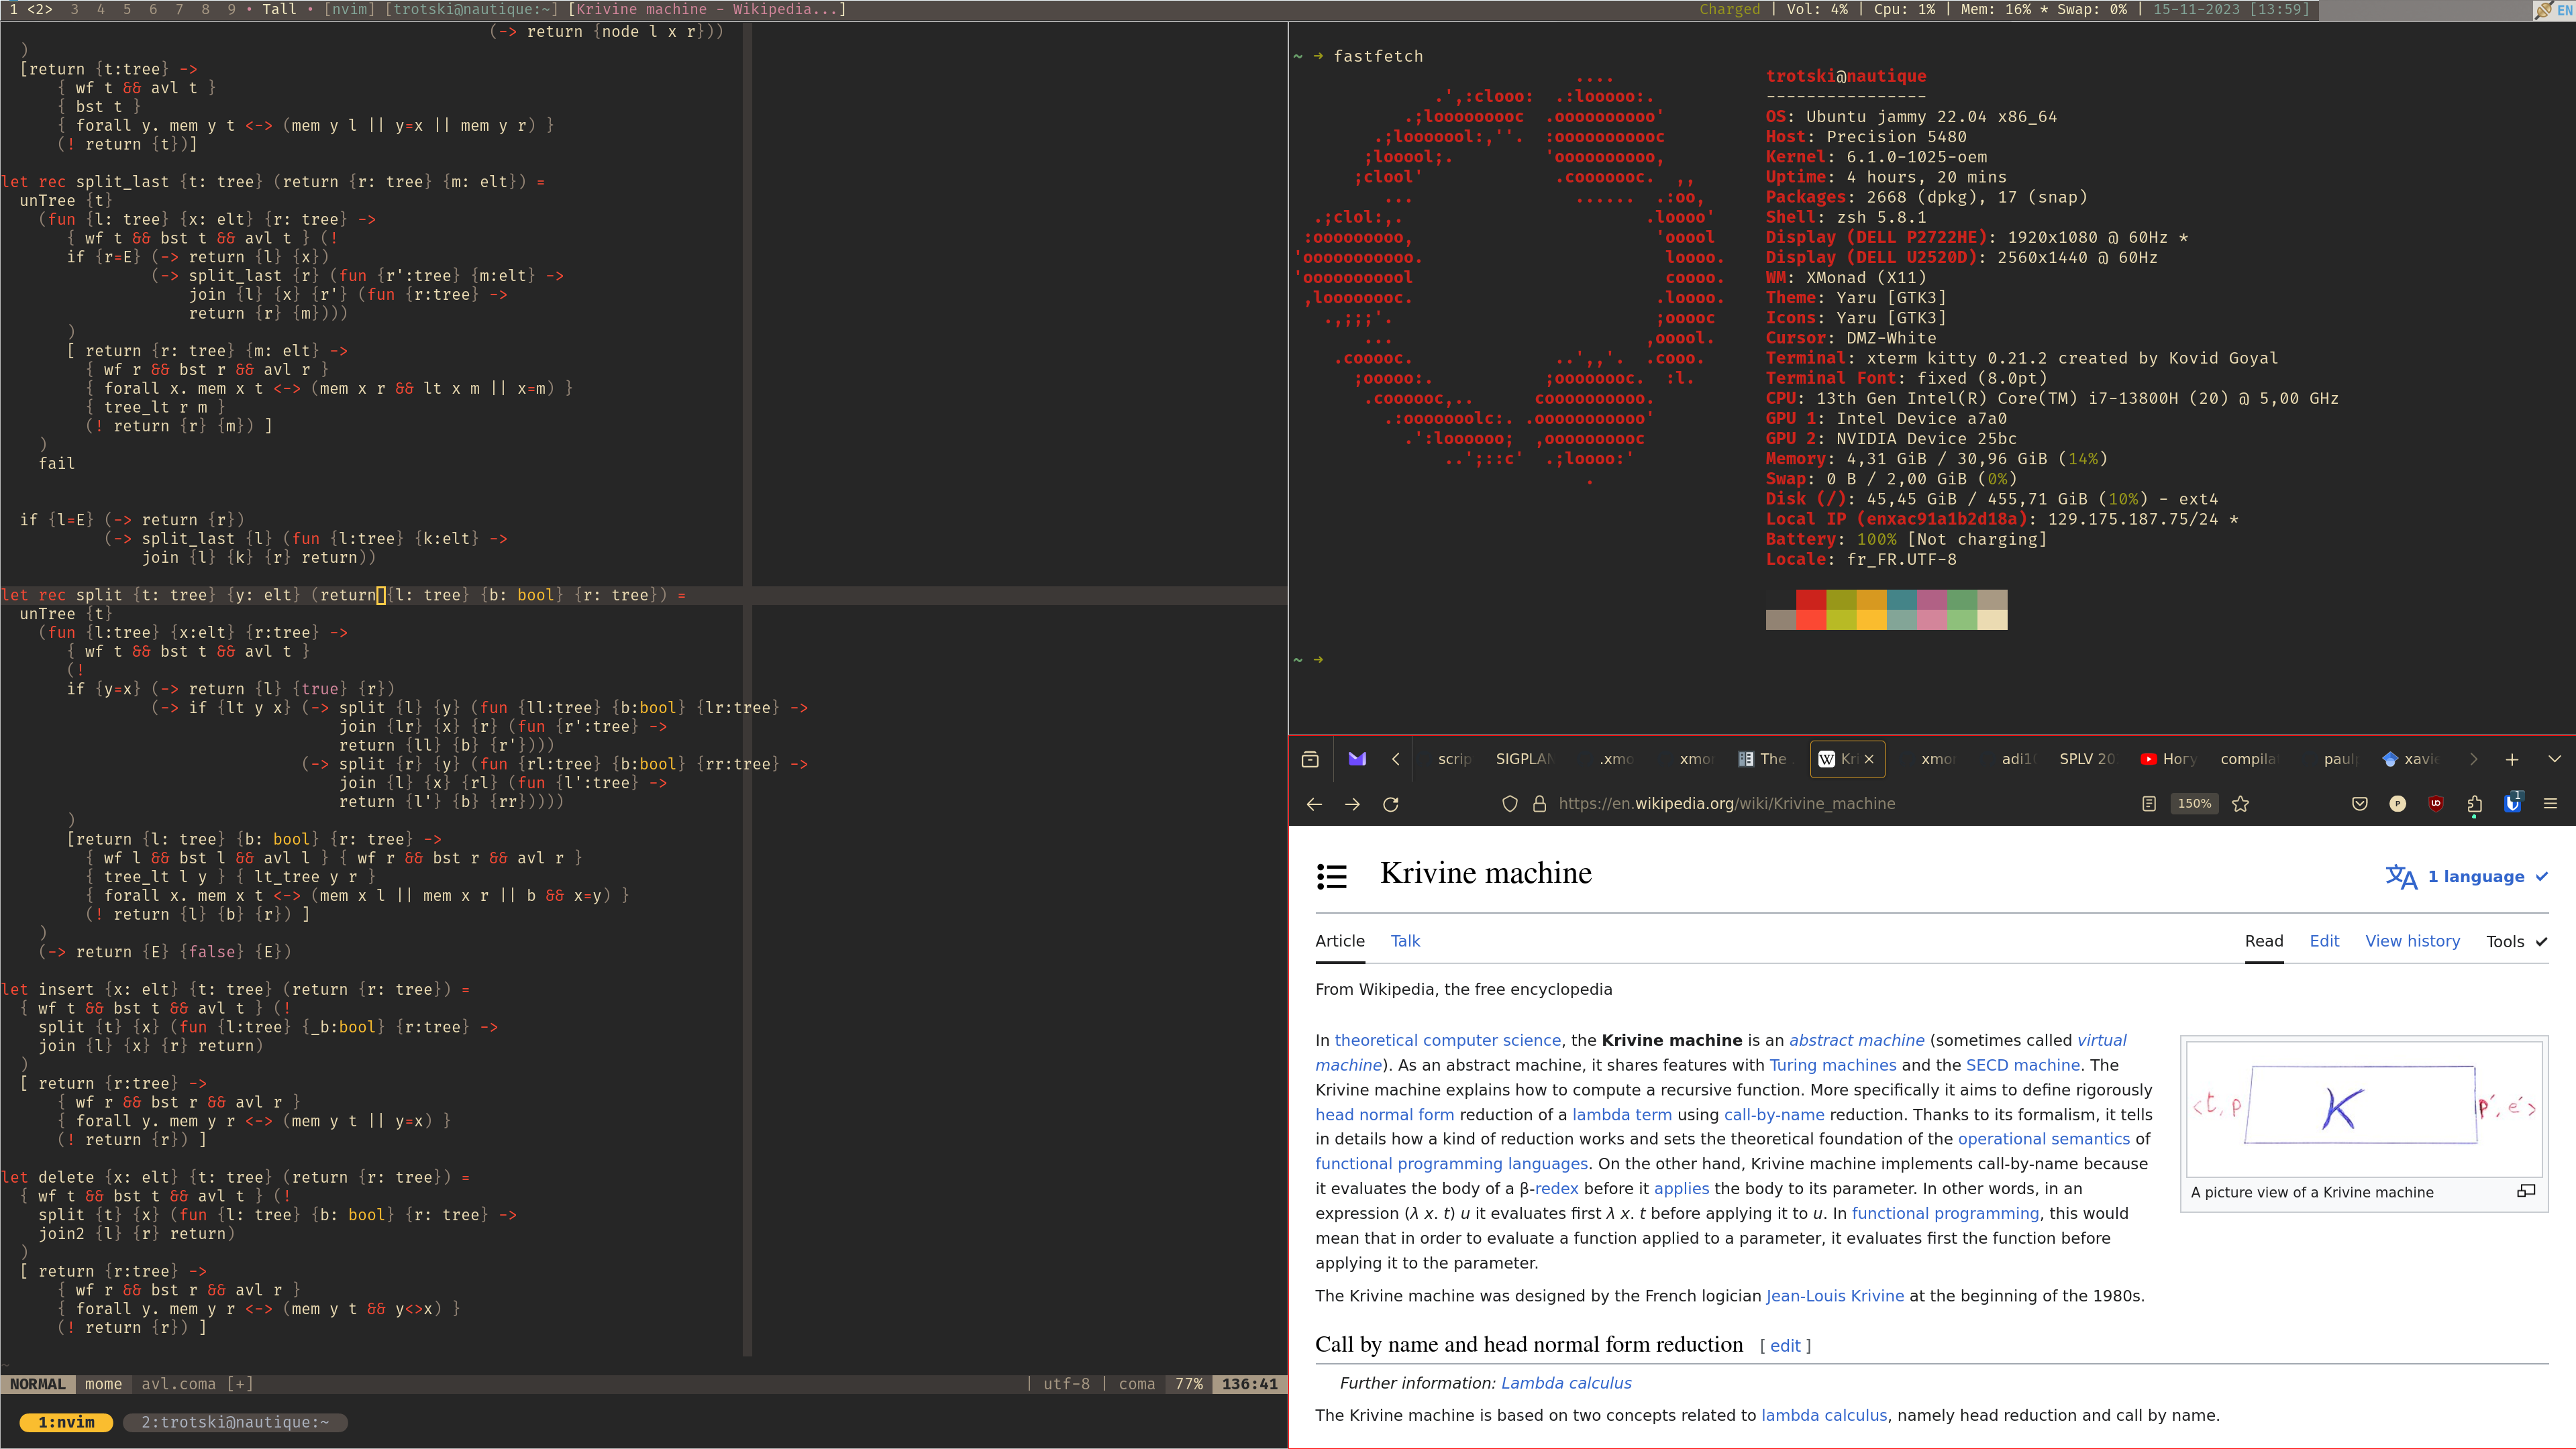 1 <2> 3 4 5 6 7 8 9 • Tall • [nvim] [trotski@nautique:~] [Krivine machine - Wikipedia...]
Charged | Vol: 4% | Cpu: 1% | Mem: 16% * Swap: 0% | 15-11-2023 [13:59] EN
(-> return {node l x r}))
)
[return {t:tree} ->
{ wf t && avl t }
{ bst t }
{ forall y. mem y t <-> (mem y l || y=x || mem y r) }
(! return {t})]
let rec split_last {t: tree} (return {r: tree} {m: elt}) =
unTree {t}
(fun {l: tree} {x: elt} {r: tree} ->
{ wf t && bst t && avl t } (!
if {r=E} (-> return {l} {x})
(-> split_last {r} (fun {r':tree} {m:elt} ->
join {l} {x} {r'} (fun {r:tree} ->
return {r} {m})))
)
[ return {r: tree} {m: elt} ->
{ wf r && bst r && avl r }
{ forall x. mem x t <-> (mem x r && lt x m || x=m) }
{ tree_lt r m }
(! return {r} {m}) ]
)
fail
if {l=E} (-> return {r})
(-> split_last {l} (fun {l:tree} {k:elt} ->
join {l} {k} {r} return))
let rec split {t: tree} {y: elt} (return {l: tree} {b: bool} {r: tree}) =
unTree {t}
(fun {l:tree} {x:elt} {r:tree} ->
{ wf t && bst t && avl t }
(!
if {y=x} (-> return {l} {true} {r})
(-> if {lt y x} (-> split {l} {y} (fun {ll:tree} {b:bool} {lr:tree} ->
join {lr} {x} {r} (fun {r':tree} ->
return {ll} {b} {r'})))
(-> split {r} {y} (fun {rl:tree} {b:bool} {rr:tree} ->
join {l} {x} {rl} (fun {l':tree} ->
return {l'} {b} {rr}))))
)
[return {l: tree} {b: bool} {r: tree} ->
{ wf l && bst l && avl l } { wf r && bst r && avl r }
{ tree_lt l y } { lt_tree y r }
{ forall x. mem x t <-> (mem x l || mem x r || b && x=y) }
(! return {l} {b} {r}) ]
)
(-> return {E} {false} {E})
let insert {x: elt} {t: tree} (return {r: tree}) =
{ wf t && bst t && avl t } (!
split {t} {x} (fun {l:tree} {_b:bool} {r:tree} ->
join {l} {x} {r} return)
)
[ return {r:tree} ->
{ wf r && bst r && avl r }
{ forall y. mem y r <-> (mem y t || y=x) }
(! return {r}) ]
let delete {x: elt} {t: tree} (return {r: tree}) =
{ wf t && bst t && avl t } (!
split {t} {x} (fun {l: tree} {b: bool} {r: tree} ->
join2 {l} {r} return)
)
[ return {r:tree} ->
{ wf r && bst r && avl r }
{ forall y. mem y r <-> (mem y t && y<>x) }
(! return {r}) ]
~
NORMAL mome avl.coma [+] | utf-8 | coma 77% 136:41
1:nvim 2:trotski@nautique:~
~ → fastfetch
trotski@nautique
----------------
OS: Ubuntu jammy 22.04 x86_64
Host: Precision 5480
Kernel: 6.1.0-1025-oem
Uptime: 4 hours, 20 mins
Packages: 2668 (dpkg), 17 (snap)
Shell: zsh 5.8.1
Display (DELL P2722HE): 1920x1080 @ 60Hz *
Display (DELL U2520D): 2560x1440 @ 60Hz
WM: XMonad (X11)
Theme: Yaru [GTK3]
Icons: Yaru [GTK3]
Cursor: DMZ-White
Terminal: xterm kitty 0.21.2 created by Kovid Goyal
Terminal Font: fixed (8.0pt)
CPU: 13th Gen Intel(R) Core(TM) i7-13800H (20) @ 5,00 GHz
GPU 1: Intel Device a7a0
GPU 2: NVIDIA Device 25bc
Memory: 4,31 GiB / 30,96 GiB (14%)
Swap: 0 B / 2,00 GiB (0%)
Disk (/): 45,45 GiB / 455,71 GiB (10%) - ext4
Local IP (enxac91a1b2d18a): 129.175.187.75/24 *
Battery: 100% [Not charging]
Locale: fr_FR.UTF-8
~ →
scrip SIGPLAN .xmo xmo The Kri xmo adi1 SPLV 20 Hory compila paul xavie
https://en.wikipedia.org/wiki/Krivine_machine 150% 1
Krivine machine
1 language
Article Talk Read Edit View history Tools
From Wikipedia, the free encyclopedia
In theoretical computer science, the Krivine machine is an abstract machine (sometimes called virtual
machine). As an abstract machine, it shares features with Turing machines and the SECD machine. The
Krivine machine explains how to compute a recursive function. More specifically it aims to define rigorously
head normal form reduction of a lambda term using call-by-name reduction. Thanks to its formalism, it tells
in details how a kind of reduction works and sets the theoretical foundation of the operational semantics of
functional programming languages. On the other hand, Krivine machine implements call-by-name because
it evaluates the body of a β-redex before it applies the body to its parameter. In other words, in an
expression (λ x. t) u it evaluates first λ x. t before applying it to u. In functional programming, this would
mean that in order to evaluate a function applied to a parameter, it evaluates first the function before
applying it to the parameter.
<t, p K p', e'>
A picture view of a Krivine machine
The Krivine machine was designed by the French logician Jean-Louis Krivine at the beginning of the 1980s.
Call by name and head normal form reduction [ edit ]
Further information: Lambda calculus
The Krivine machine is based on two concepts related to lambda calculus, namely head reduction and call by name.